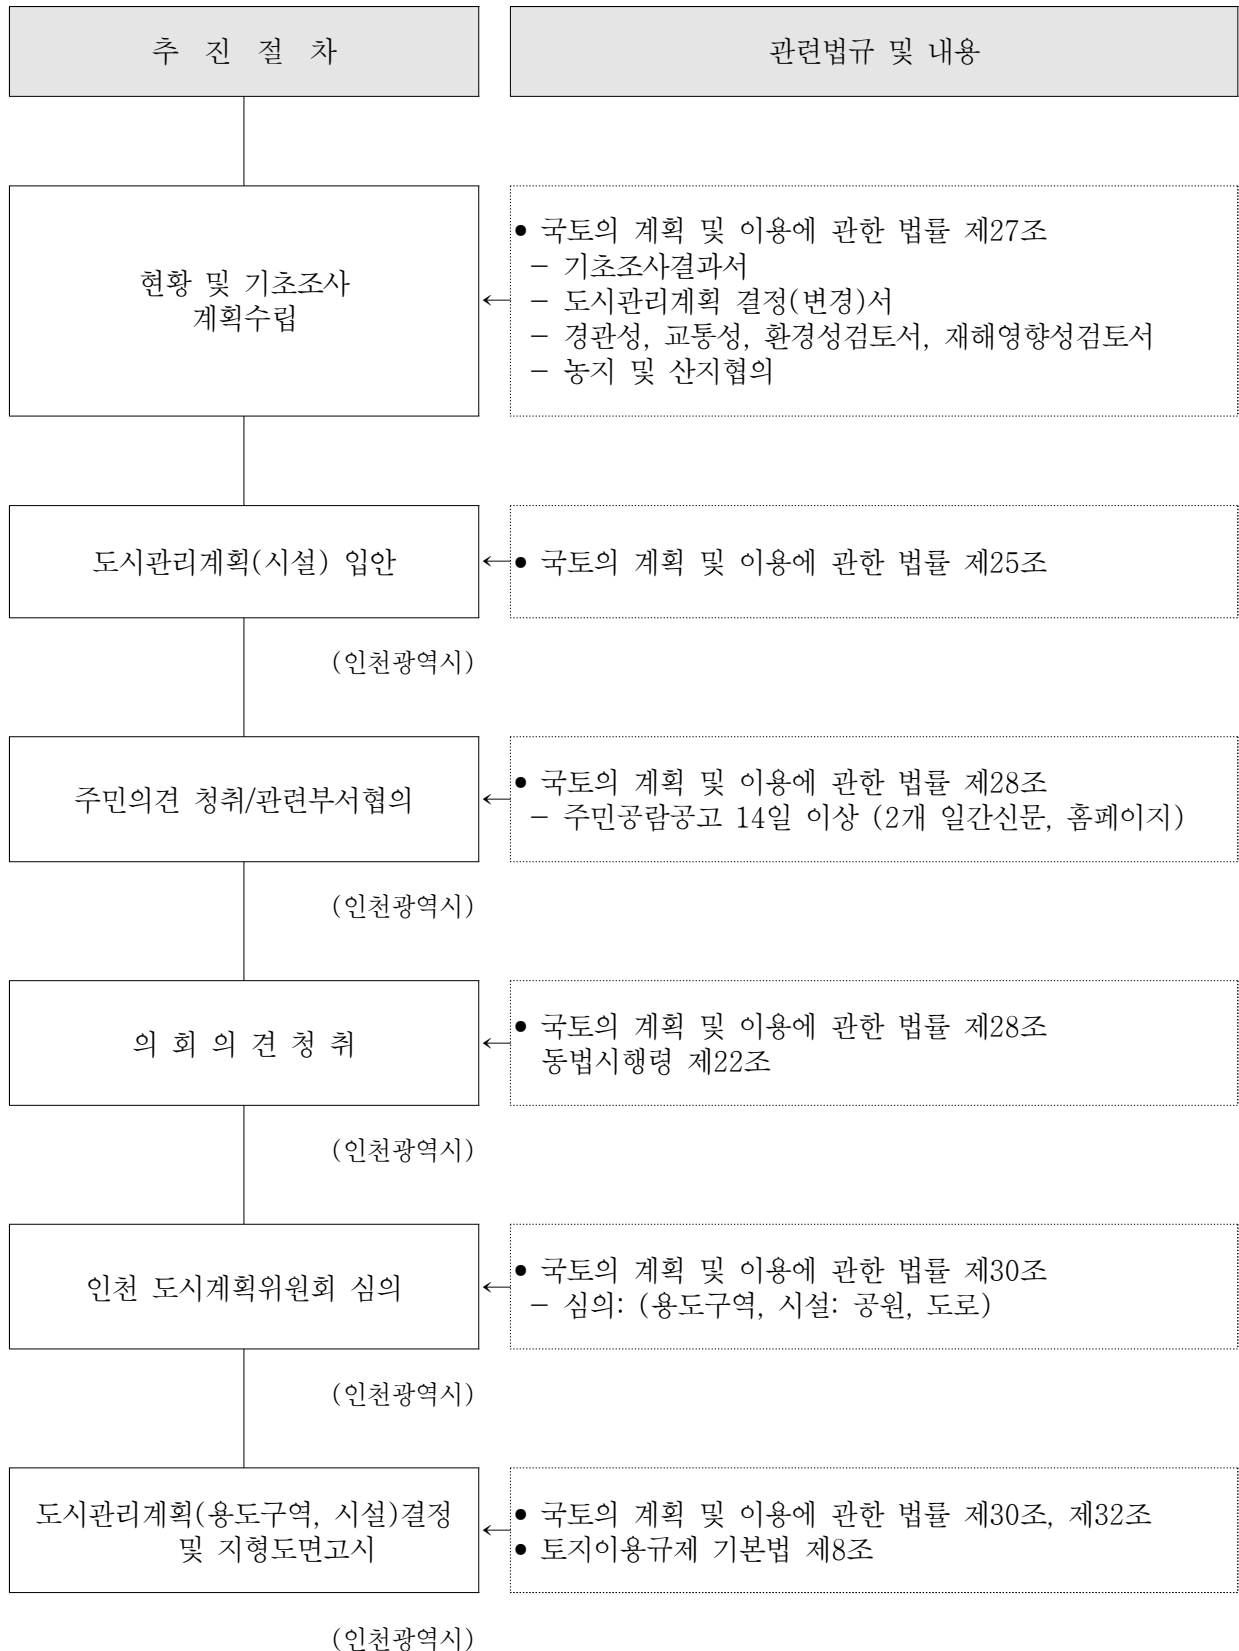 추 진 절 차
관련법규 및 내용
현황 및 기초조사
계획수립
● 국토의 계획 및 이용에 관한 법률 제27조
- 기초조사결과서
- 도시관리계획 결정(변경)서
- 경관성, 교통성, 환경성검토서, 재해영향성검토서
- 농지 및 산지협의
도시관리계획(시설) 입안
● 국토의 계획 및 이용에 관한 법률 제25조
(인천광역시)
주민의견 청취/관련부서협의
● 국토의 계획 및 이용에 관한 법률 제28조
- 주민공람공고 14일 이상 (2개 일간신문, 홈페이지)
(인천광역시)
의 회 의 견 청 취
● 국토의 계획 및 이용에 관한 법률 제28조
동법시행령 제22조
(인천광역시)
인천 도시계획위원회 심의
● 국토의 계획 및 이용에 관한 법률 제30조
- 심의: (용도구역, 시설: 공원, 도로)
(인천광역시)
도시관리계획(용도구역, 시설)결정
및 지형도면고시
● 국토의 계획 및 이용에 관한 법률 제30조, 제32조
● 토지이용규제 기본법 제8조
(인천광역시)